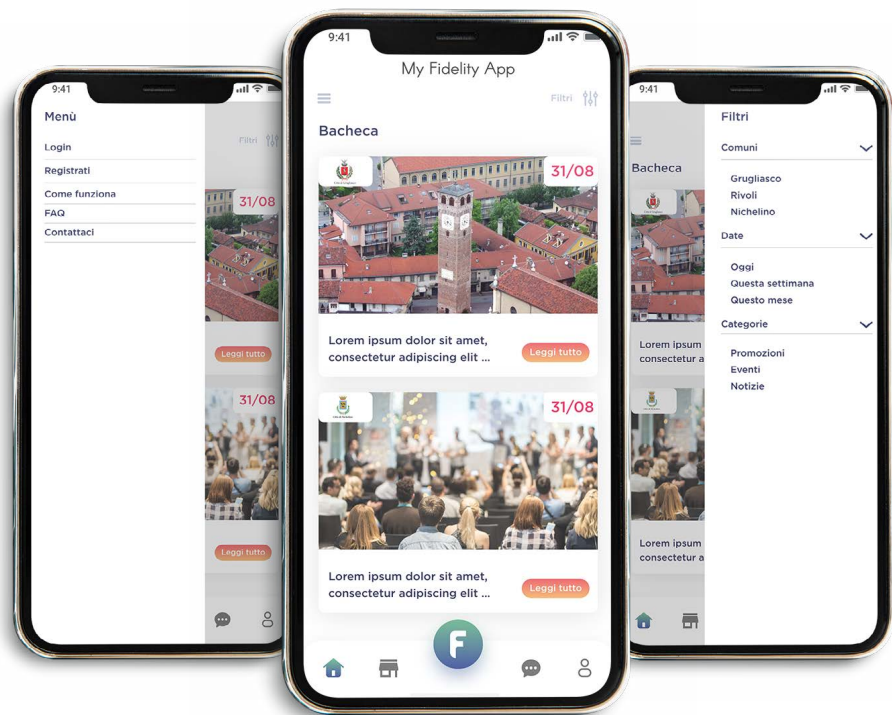 9:41
Menù
Login
Registrati
Come funziona
FAQ
Contattaci
Filtri
31/08
Leggi tutto
31/08
Leggi tutto
9:41
My Fidelity App
Filtri
Bacheca
31/08
Lorem ipsum dolor sit amet,
consectetur adipiscing elit ...
Leggi tutto
31/08
Lorem ipsum dolor sit amet,
consectetur adipiscing elit ...
Leggi tutto
F
9:41
Bacheca
Lorem ipsum
consectetur a
Lorem ipsum
consectetur a
Filtri
Comuni
Grugliasco
Rivoli
Nichelino
Date
Oggi
Questa settimana
Questo mese
Categorie
Promozioni
Eventi
Notizie